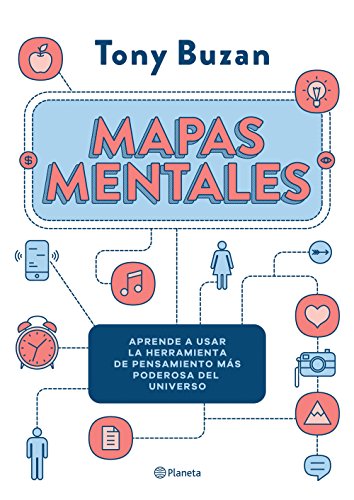 Tony Buzan
MAPAS
MENTALES
$
APRENDE A USAR
LA HERRAMIENTA
DE PENSAMIENTO MÁS
PODEROSA DEL
UNIVERSO
Planeta